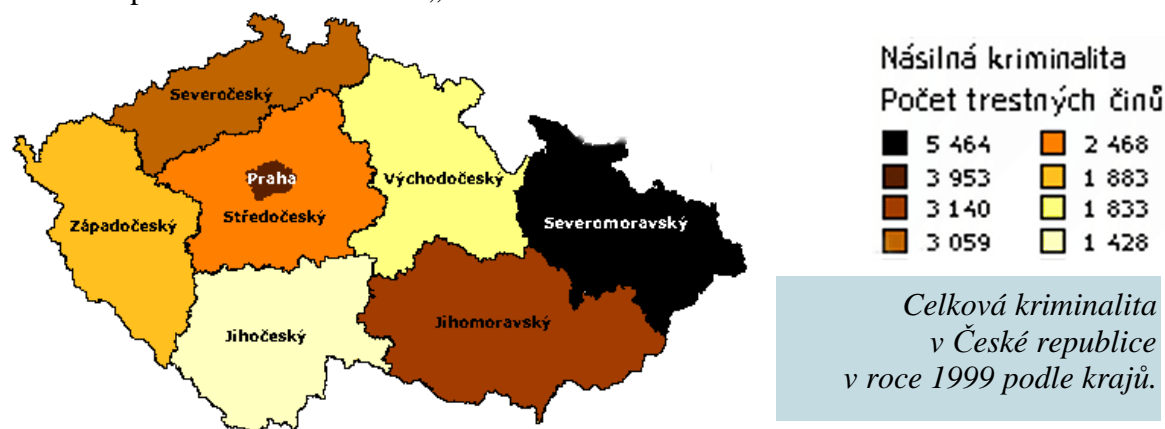 „
Severočeský
Praha
Středočeský
Západočeský
Východočeský
Severomoravský
Jihočeský
Jihomoravský
Násilná kriminalita
Počet trestných činů
5 464
3 953
3 140
3 059
2 468
1 883
1 833
1 428
Celková kriminalita
v České republice
v roce 1999 podle krajů.